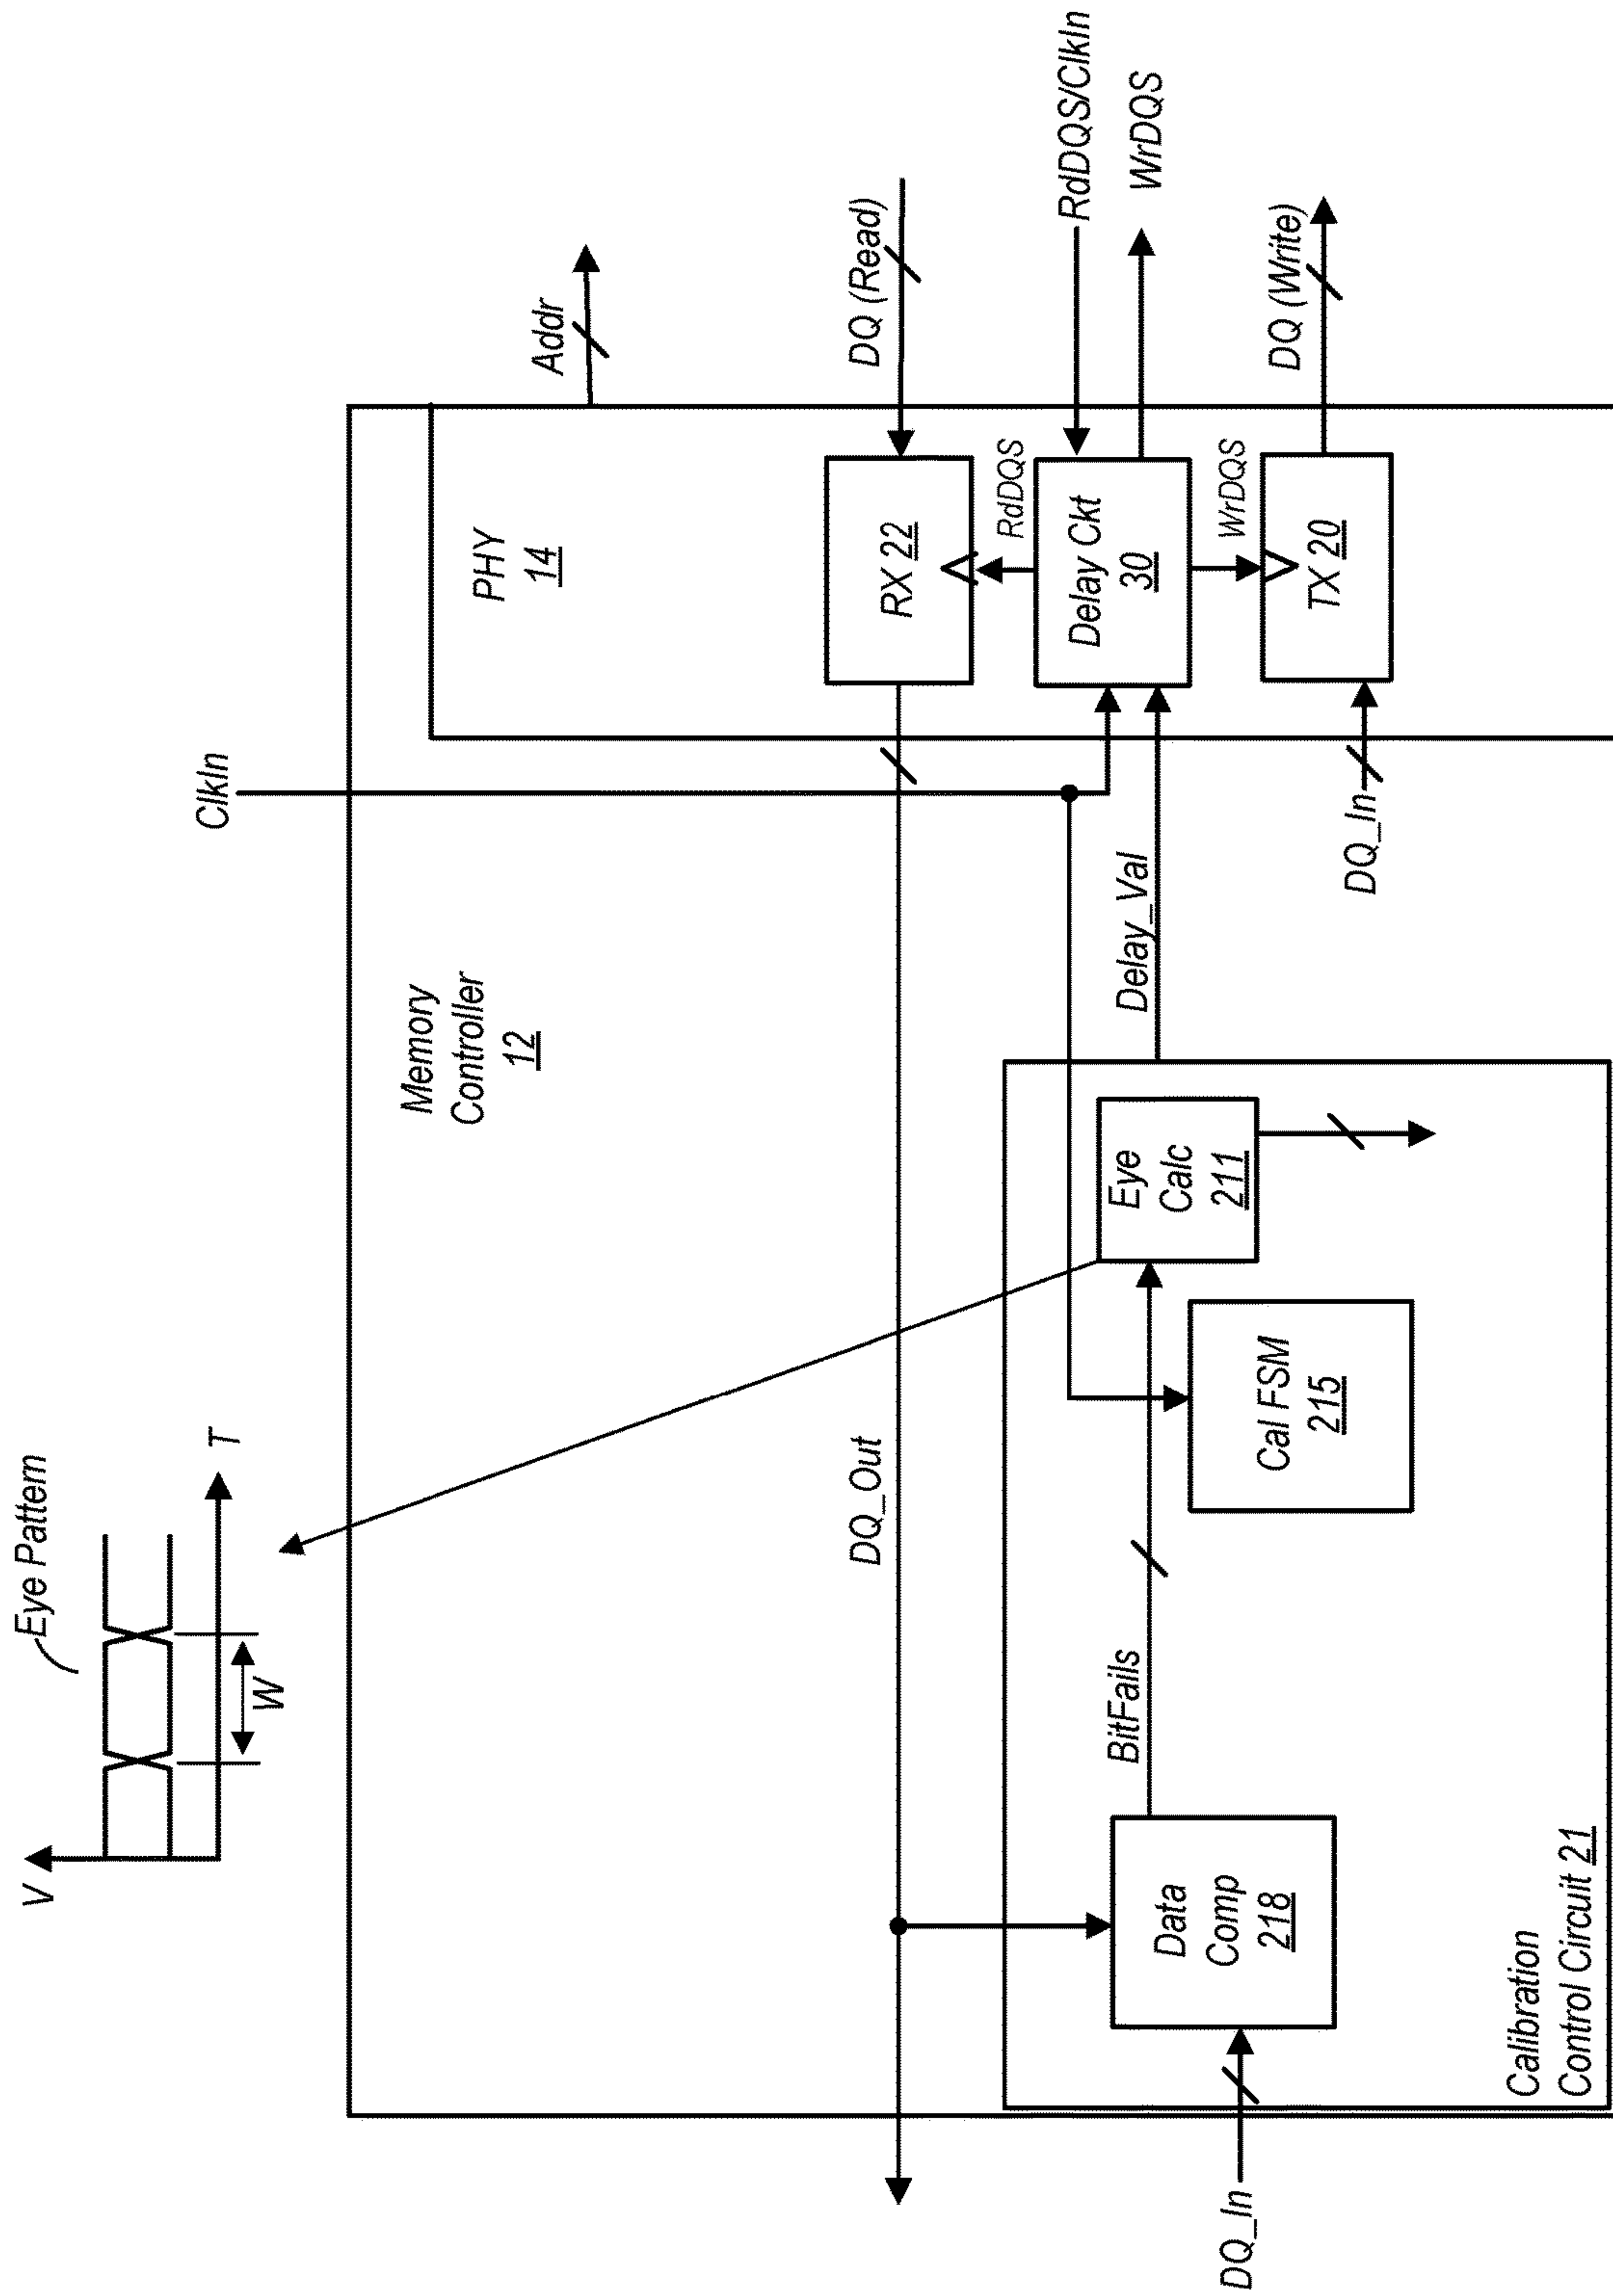 V
Eye Pattern
T
W
ClkIn
Memory
Controller
12
PHY
14
Addr
DQ_Out
RX 22
DQ (Read)
RdDQS
RdDQS/ClkIn
Delay Ckt
30
WrDQS
WrDQS
Delay_Val
TX 20
DQ (Write)
DQ_In
BitFails
Eye
Calc
211
Cal FSM
215
Data
Comp
218
DQ_In
Calibration
Control Circuit 21